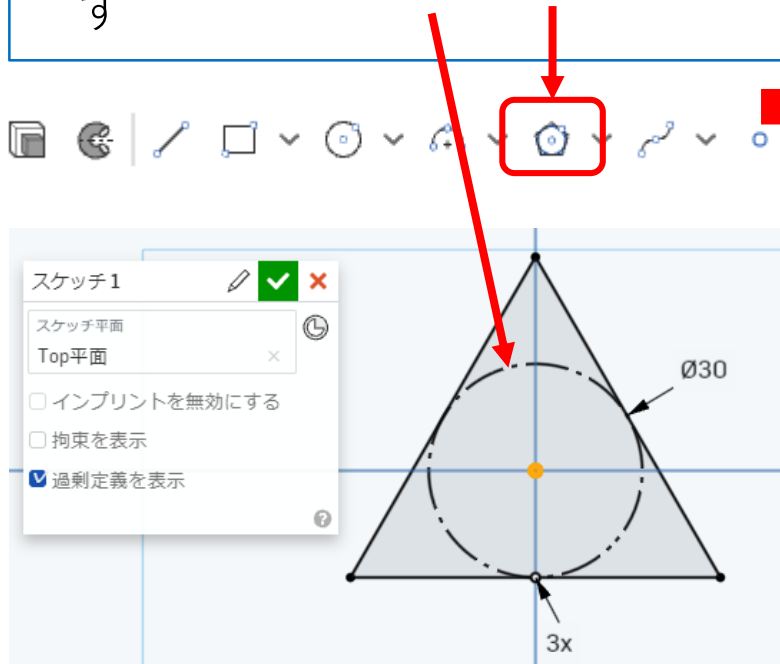 す
スケッチ1
スケッチ平面
Top平面
インプリントを無効にする
拘束を表示
過剰定義を表示
Ø30
3x